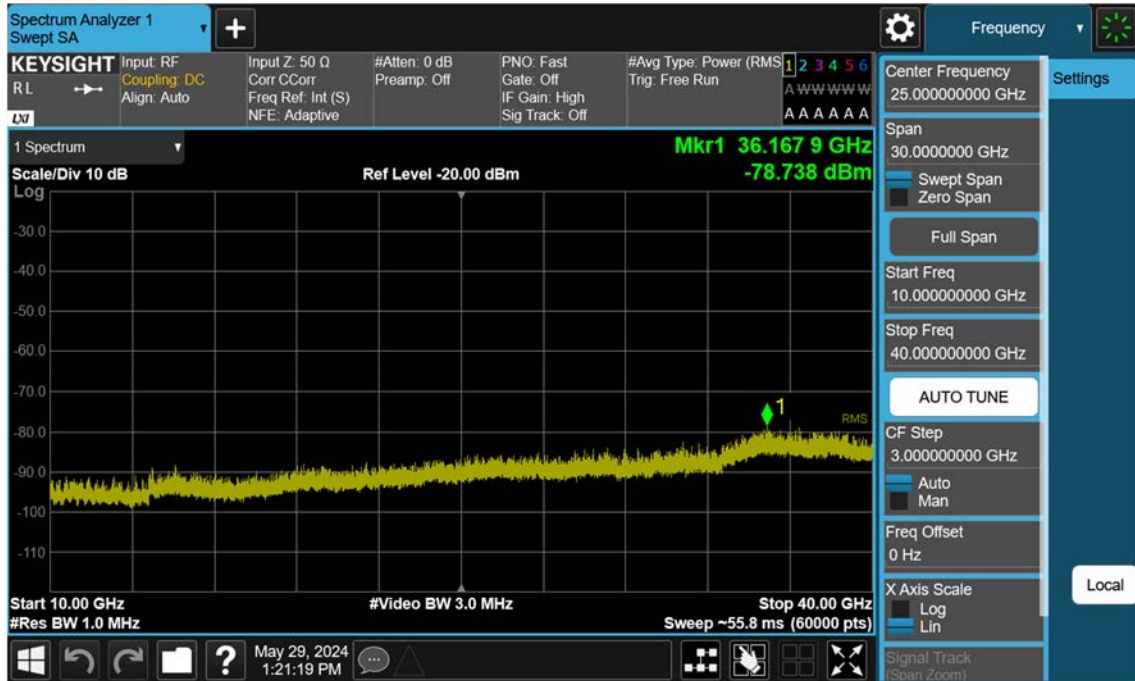 Spectrum Analyzer 1
Swept SA
Frequency
KEYSIGHT
RL
LXI
Input: RF
Coupling: DC
Align: Auto
Input Z: 50 Ω
Corr CCorr
Freq Ref: Int (S)
NFE: Adaptive
#Atten: 0 dB
Preamp: Off
PNO: Fast
Gate: Off
IF Gain: High
Sig Track: Off
#Avg Type: Power (RMS
Trig: Free Run
1 2 3 4 5 6
A W W W W W
A A A A A A
1 Spectrum
Mkr1 36.167 9 GHz
Scale/Div 10 dB
Ref Level -20.00 dBm
-78.738 dBm
Log
-30.0
-40.0
-50.0
-60.0
-70.0
1
RMS
-80.0
-90.0
-100
-110
Start 10.00 GHz
#Video BW 3.0 MHz
Stop 40.00 GHz
#Res BW 1.0 MHz
Sweep ~55.8 ms (60000 pts)
Center Frequency
25.000000000 GHz
Settings
Span
30.0000000 GHz
Swept Span
Zero Span
Full Span
Start Freq
10.000000000 GHz
Stop Freq
40.000000000 GHz
AUTO TUNE
CF Step
3.000000000 GHz
Auto
Man
Freq Offset
0 Hz
X Axis Scale
Log
Lin
Local
Signal Track
(Span Zoom)
?
May 29, 2024
1:21:19 PM